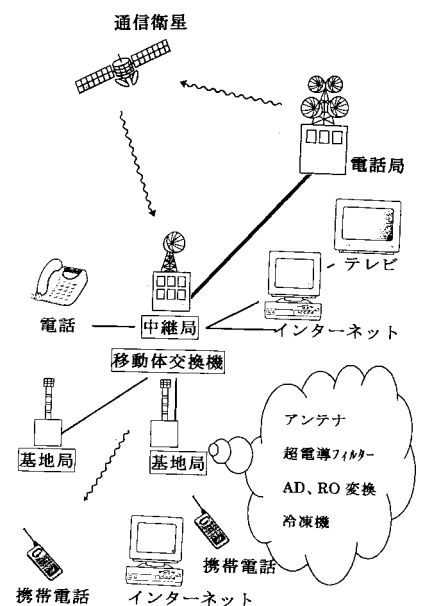 通信衛星
電話局
テレビ
電話
中継局
インターネット
移動体交換機
基地局
基地局
アンテナ
超電導フィルター
AD、RO 変換
冷凍機
携帯電話
インターネット
携帯電話